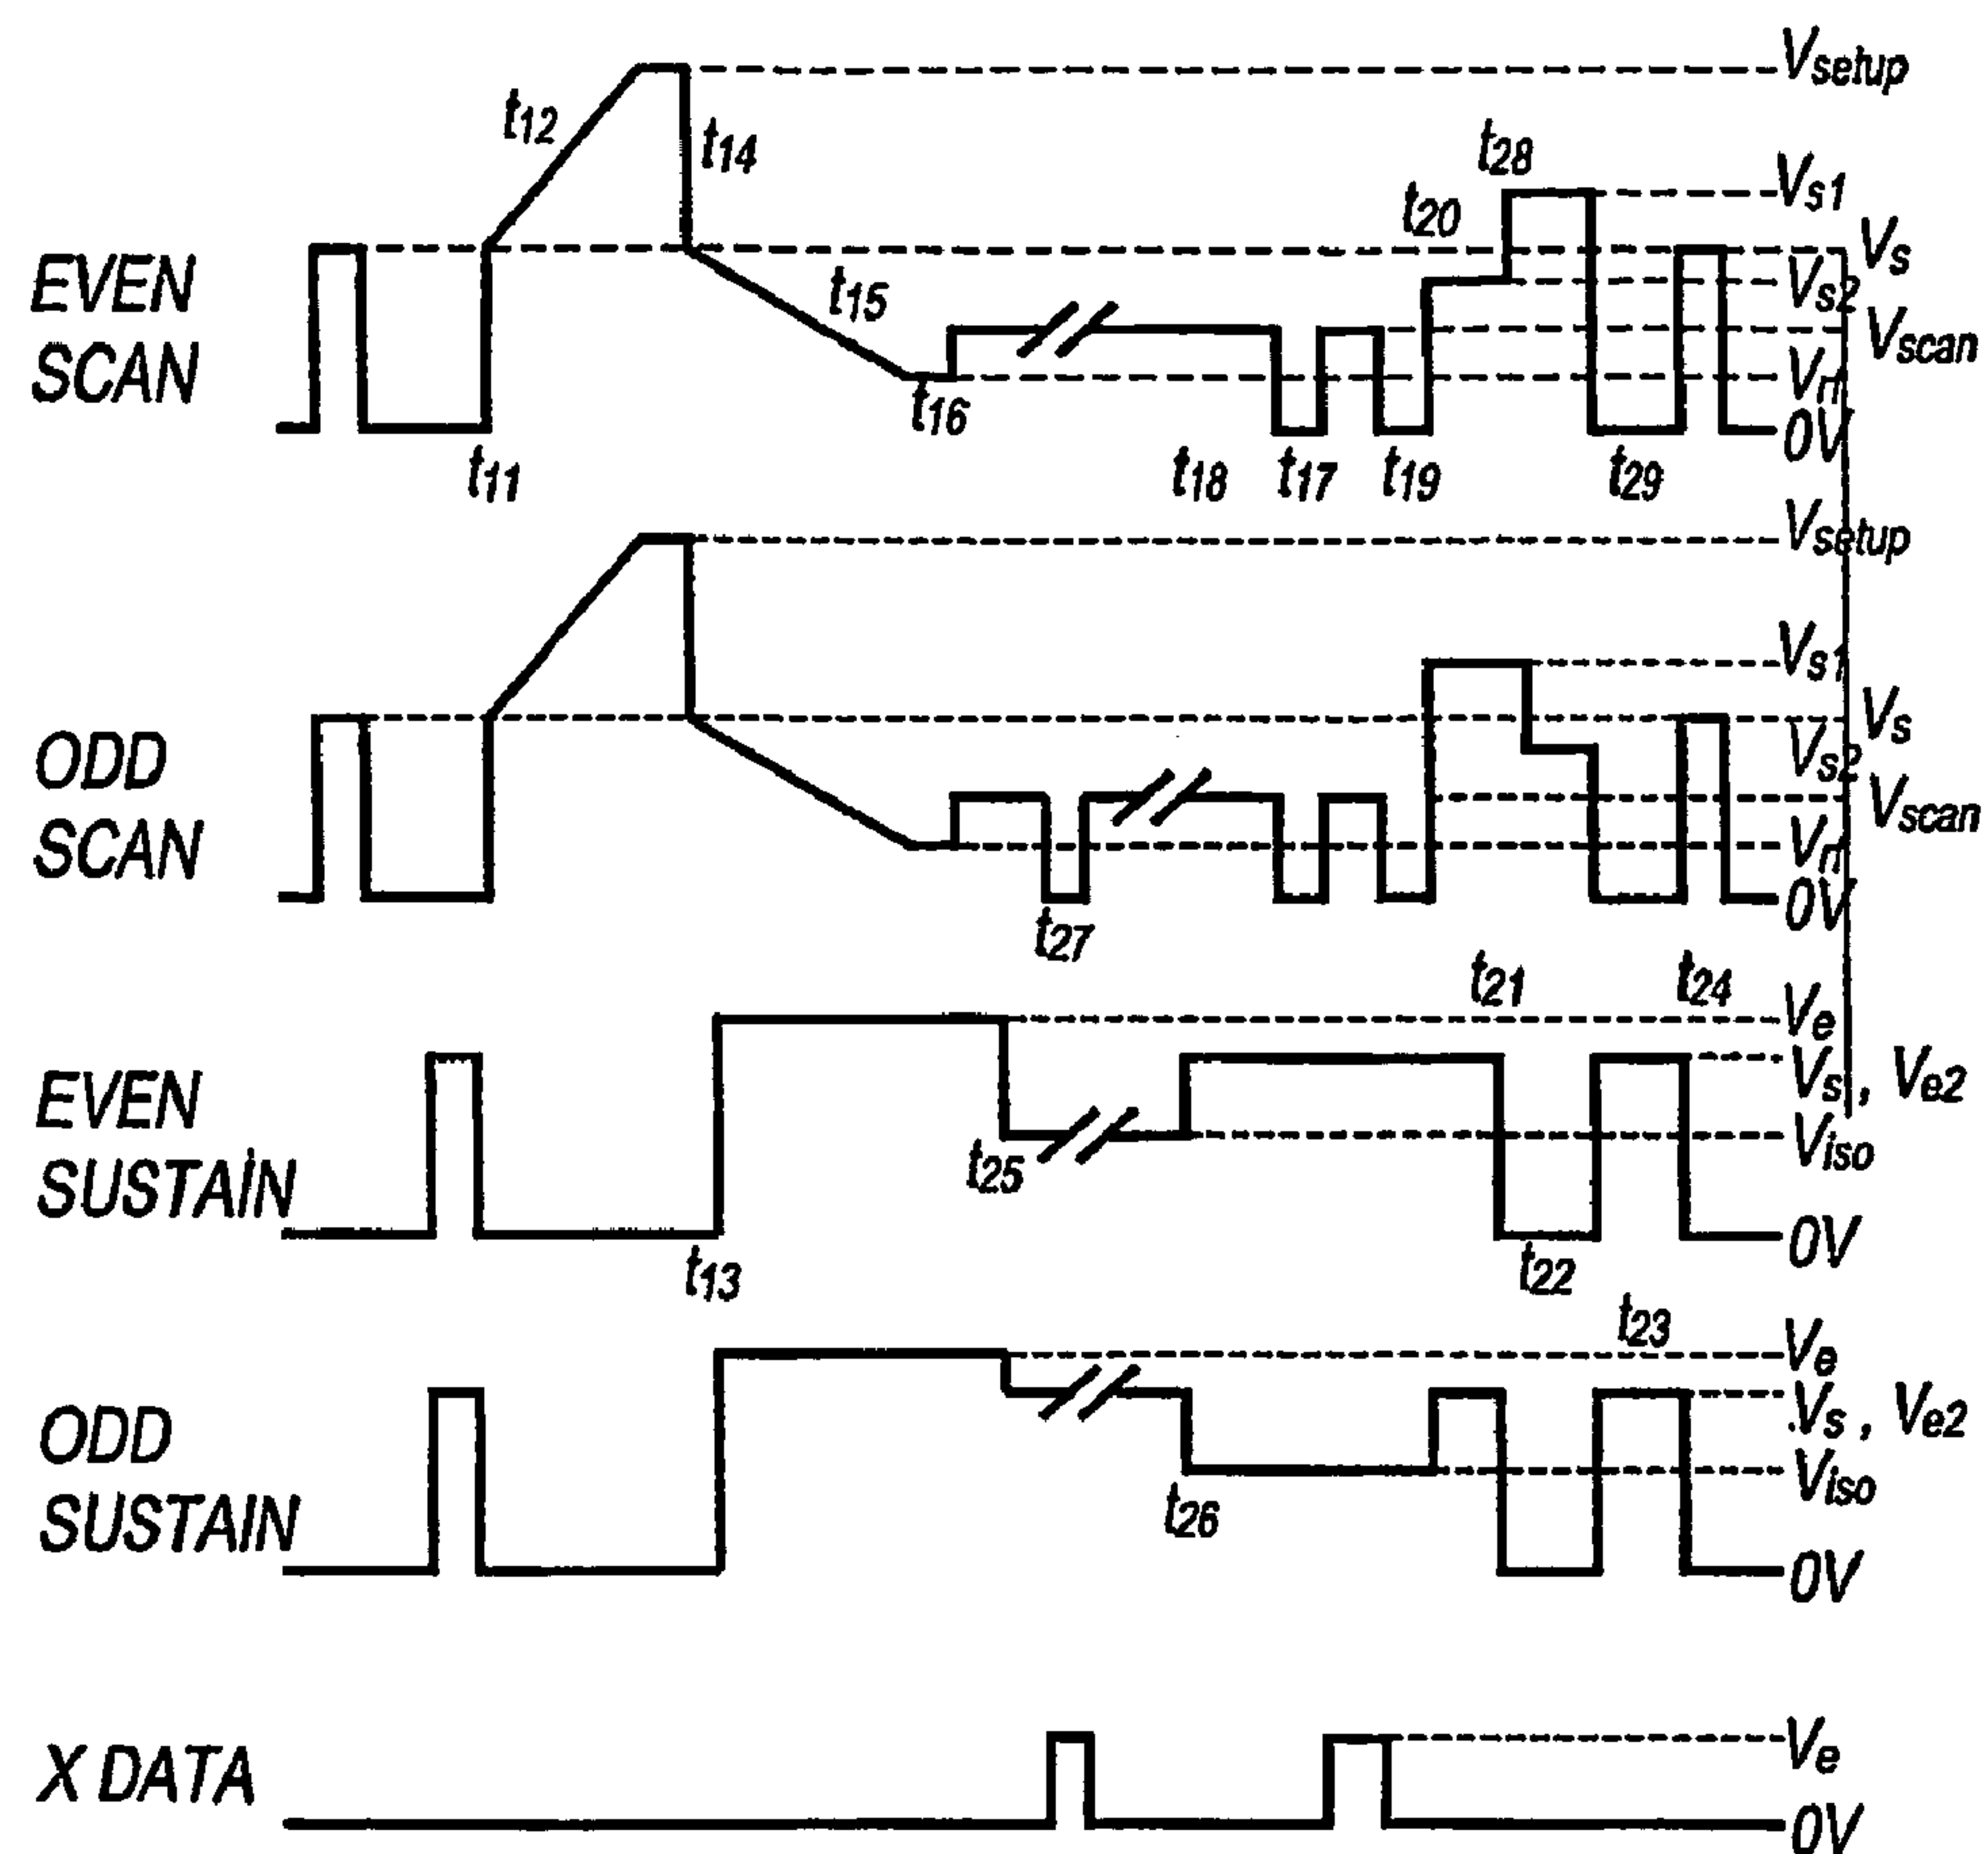 Vsetup
t12
t14
t28
Vs1
t20
Vs
EVEN
SCAN
t15
Vs2
Vscan
t16
0V
t11
t18
t17
t19
t29
Vsetup
Vs1
Vs
ODD
SCAN
Vs2
Vscan
0V
t27
t21
t24
Ve
EVEN
SUSTAIN
Vs, Ve2
t25
Viso
0V
t13
t22
t23
Ve
ODD
SUSTAIN
Vs, Ve2
Viso
t26
0V
X DATA
Ve
0V